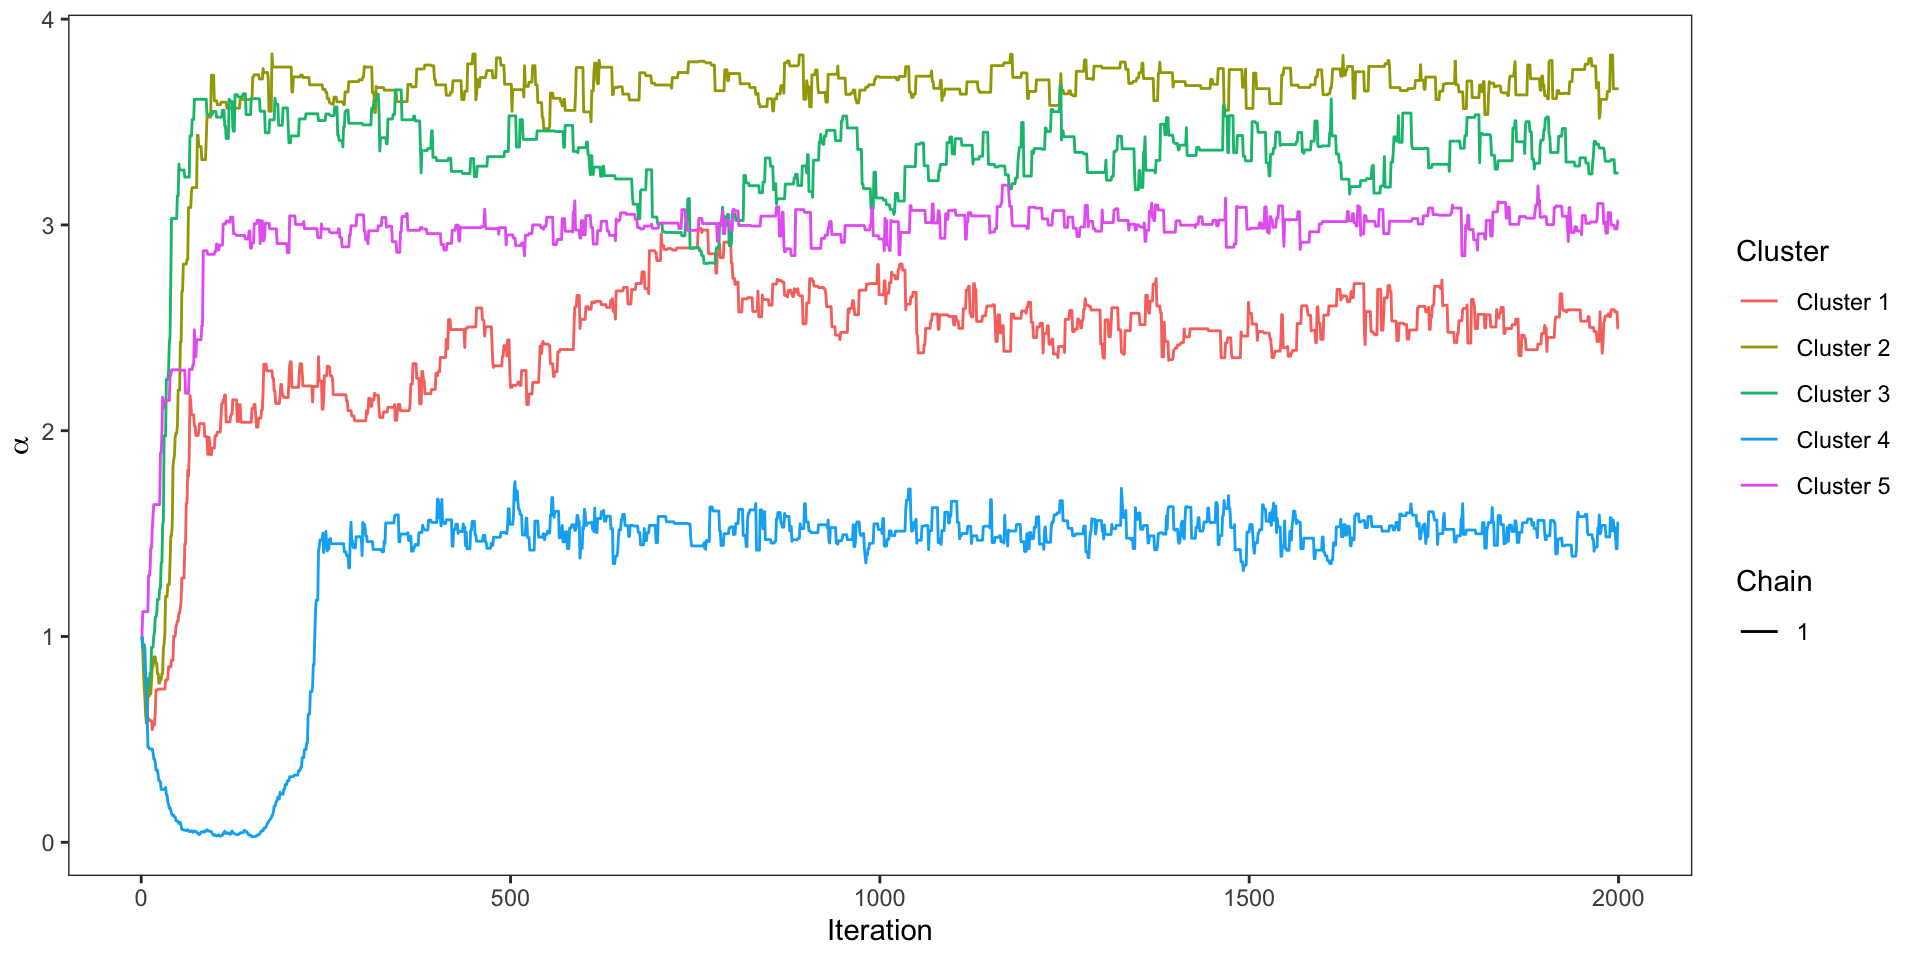 4
3
2
1
0
α
0
500
1000
1500
2000
Iteration
Cluster
Cluster 1
Cluster 2
Cluster 3
Cluster 4
Cluster 5
Chain
1